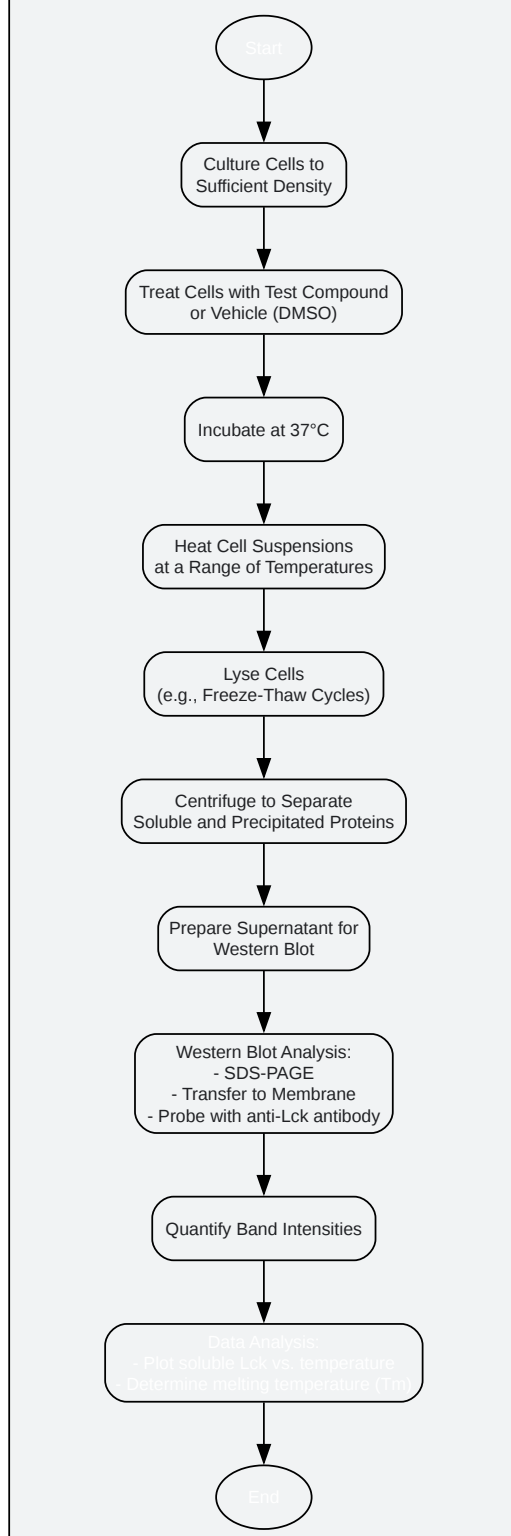 Start
Culture Cells to
Sufficient Density
Treat Cells with Test Compound
or Vehicle (DMSO)
Incubate at 37°C
Heat Cell Suspensions
at a Range of Temperatures
Lyse Cells
(e.g., Freeze-Thaw Cycles)
Centrifuge to Separate
Soluble and Precipitated Proteins
Prepare Supernatant for
Western Blot
Western Blot Analysis:
- SDS-PAGE
- Transfer to Membrane
- Probe with anti-Lck antibody
Quantify Band Intensities
Data Analysis:
- Plot soluble Lck vs. temperature
- Determine melting temperature (Tm)
End